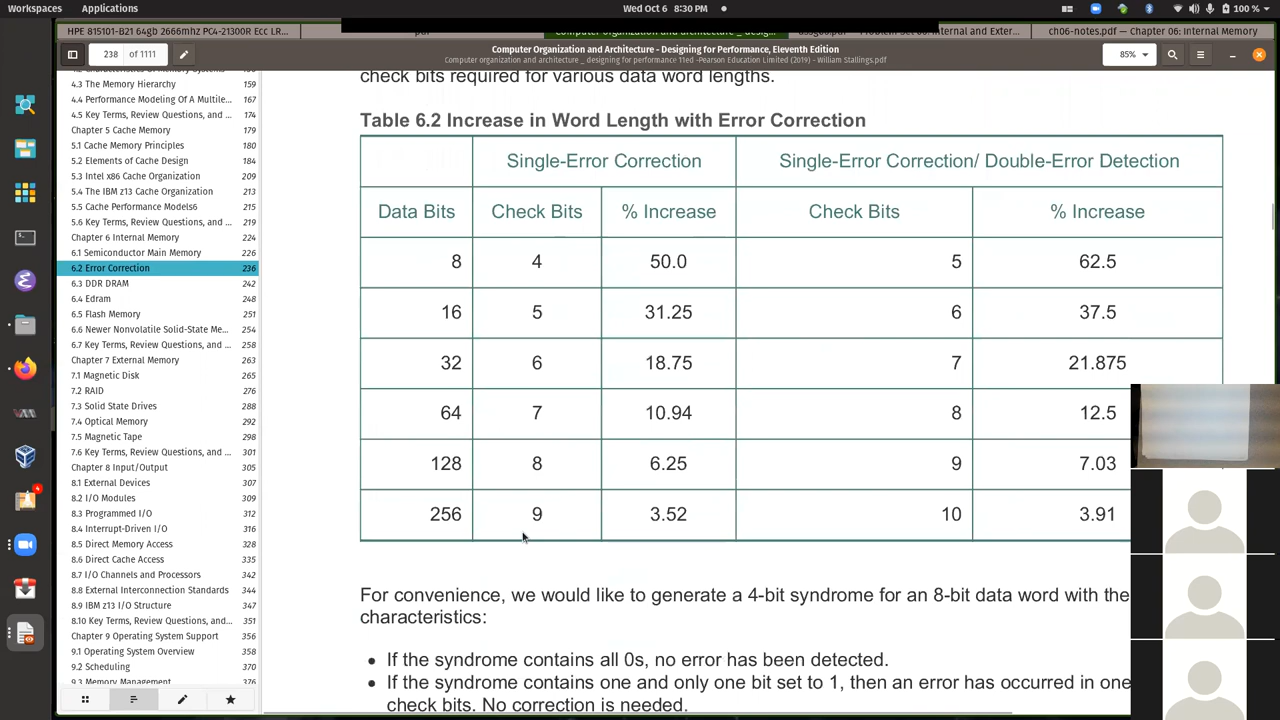 Workspaces Applications Wed Oct 6 8:30 PM 100 %
HPE 815101-B21 64gb 2666mhz PC4-21300R Ecc LR...
ch06-notes.pdf — Chapter 06: Internal Memory
238 of 1111
Computer Organization and Architecture - Designing for Performance, Eleventh Edition
85%
4.3 The Memory Hierarchy 159
4.4 Performance Modeling Of A Multile... 167
4.5 Key Terms, Review Questions, and ... 174
Chapter 5 Cache Memory 179
5.1 Cache Memory Principles 180
5.2 Elements of Cache Design 184
5.3 Intel x86 Cache Organization 209
5.4 The IBM z13 Cache Organization 213
5.5 Cache Performance Models6 215
5.6 Key Terms, Review Questions, and ... 219
Chapter 6 Internal Memory 224
6.1 Semiconductor Main Memory 226
6.2 Error Correction 236
6.3 DDR DRAM 242
6.4 Edram 248
6.5 Flash Memory 251
6.6 Newer Nonvolatile Solid-State Me... 254
6.7 Key Terms, Review Questions, and ... 258
Chapter 7 External Memory 263
7.1 Magnetic Disk 265
7.2 RAID 276
7.3 Solid State Drives 288
7.4 Optical Memory 292
7.5 Magnetic Tape 298
7.6 Key Terms, Review Questions, and ... 301
Chapter 8 Input/Output 305
8.1 External Devices 307
8.2 I/O Modules 309
8.3 Programmed I/O 312
8.4 Interrupt-Driven I/O 316
8.5 Direct Memory Access 328
8.6 Direct Cache Access 335
8.7 I/O Channels and Processors 342
8.8 External Interconnection Standards 344
8.9 IBM z13 I/O Structure 347
8.10 Key Terms, Review Questions, and... 351
Chapter 9 Operating System Support 356
9.1 Operating System Overview 358
9.2 Scheduling 370
9.3 Memory Management 376
check bits required for various data word lengths.
Table 6.2 Increase in Word Length with Error Correction
Single-Error Correction Single-Error Correction/ Double-Error Detection
Data Bits Check Bits % Increase Check Bits % Increase
8 4 50.0 5 62.5
16 5 31.25 6 37.5
32 6 18.75 7 21.875
64 7 10.94 8 12.5
128 8 6.25 9 7.03
256 9 3.52 10 3.91
For convenience, we would like to generate a 4-bit syndrome for an 8-bit data word with the
characteristics:
• If the syndrome contains all 0s, no error has been detected.
• If the syndrome contains one and only one bit set to 1, then an error has occurred in one
check bits. No correction is needed.